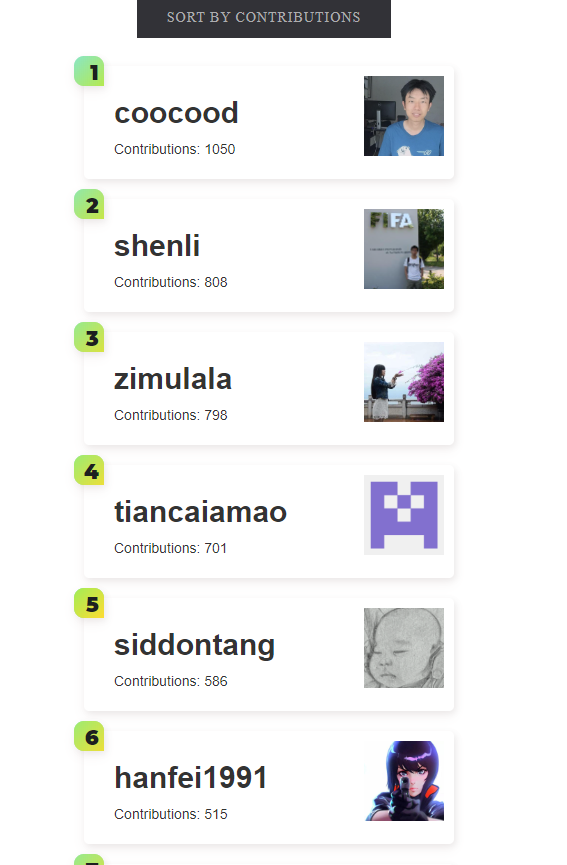 SORT BY CONTRIBUTIONS
1
coocood
Contributions: 1050
2
FIFA
shenli
Contributions: 808
3
zimulala
Contributions: 798
4
tiancaiamao
Contributions: 701
5
siddontang
Contributions: 586
6
hanfei1991
Contributions: 515